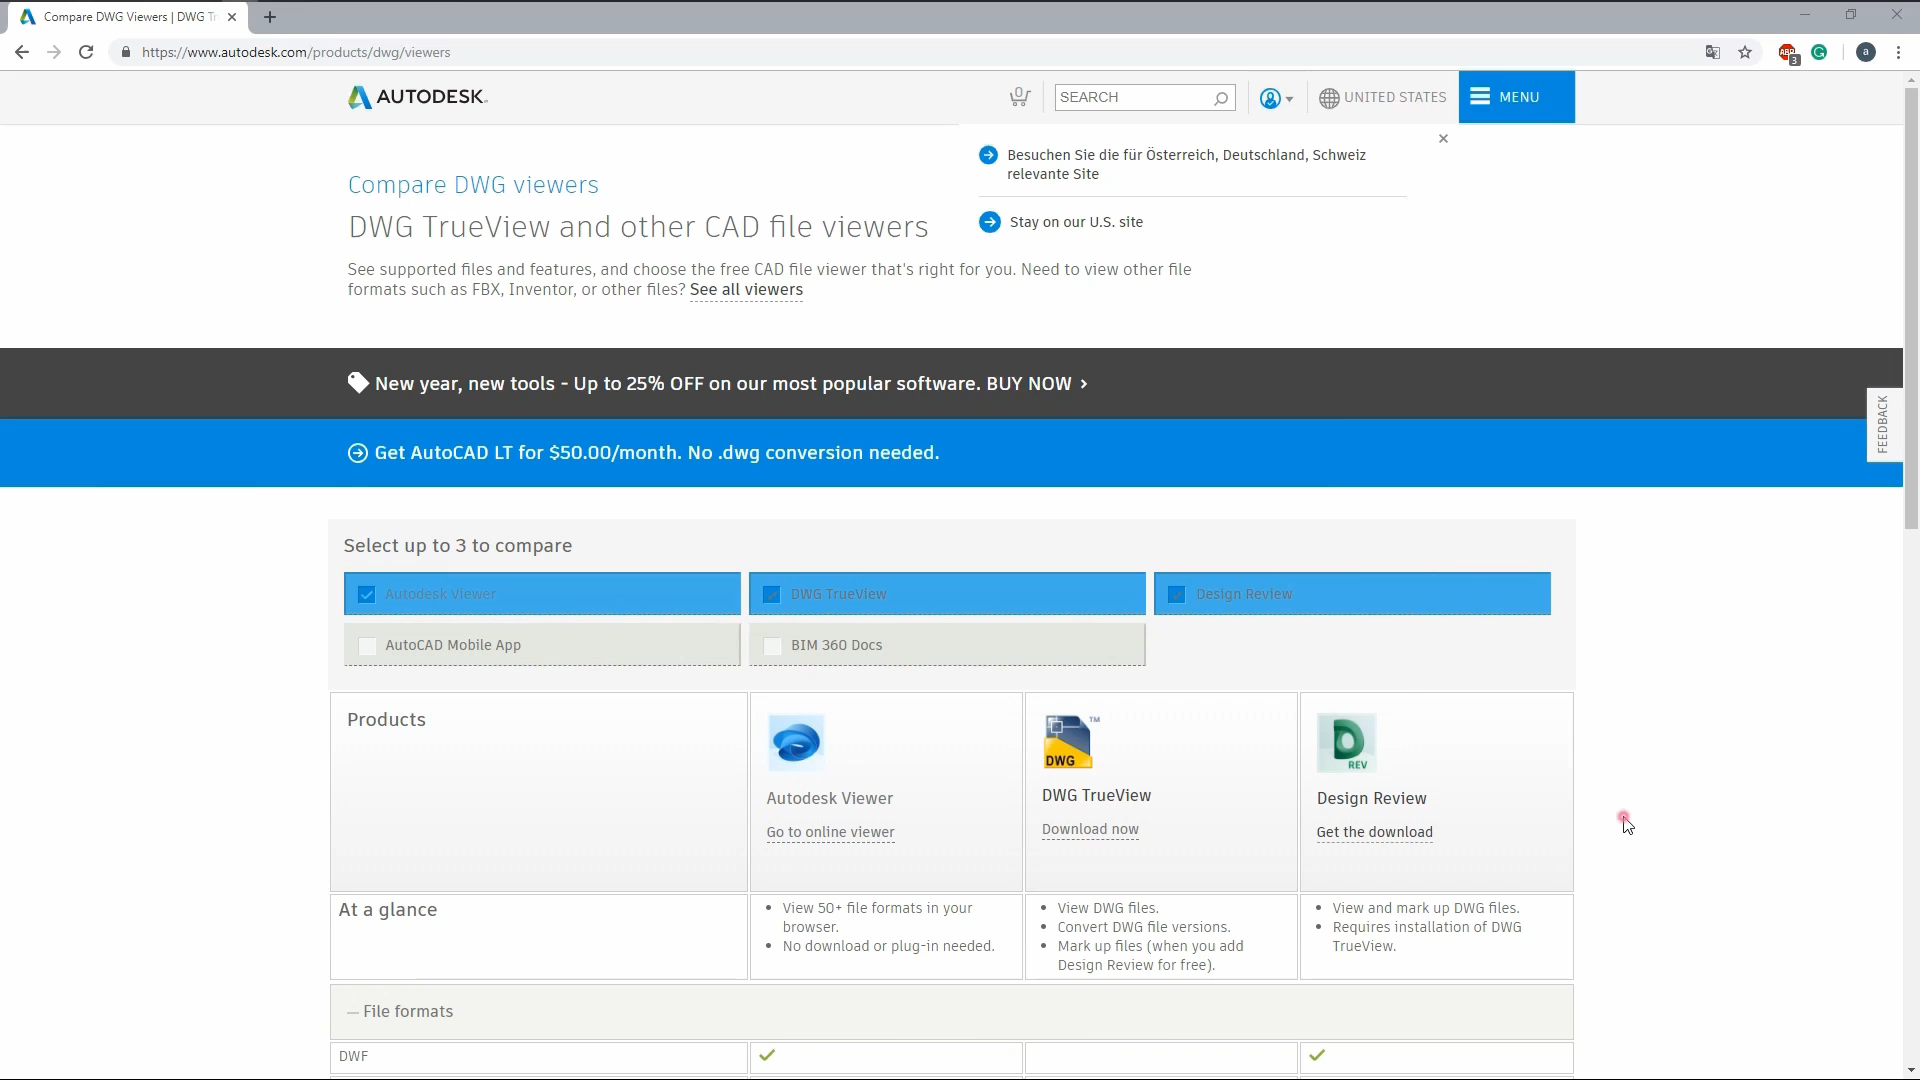 Compare DWG Viewers | DWG Tr
https://www.autodesk.com/products/dwg/viewers
ABP
3
G
a
AUTODESK.
0
SEARCH
UNITED STATES
MENU
Besuchen Sie die für Österreich, Deutschland, Schweiz
relevante Site
Stay on our U.S. site
Compare DWG viewers
DWG TrueView and other CAD file viewers
See supported files and features, and choose the free CAD file viewer that's right for you. Need to view other file
formats such as FBX, Inventor, or other files? See all viewers
New year, new tools - Up to 25% OFF on our most popular software. BUY NOW >
Get AutoCAD LT for $50.00/month. No .dwg conversion needed.
FEEDBACK
Select up to 3 to compare
Autodesk Viewer
DWG TrueView
Design Review
AutoCAD Mobile App
BIM 360 Docs
Products
Autodesk Viewer
Go to online viewer
DWG
TM
DWG TrueView
Download now
D
REV
Design Review
Get the download
At a glance
• View 50+ file formats in your
browser.
• No download or plug-in needed.
• View DWG files.
• Convert DWG file versions.
• Mark up files (when you add
Design Review for free).
• View and mark up DWG files.
• Requires installation of DWG
TrueView.
— File formats
DWF